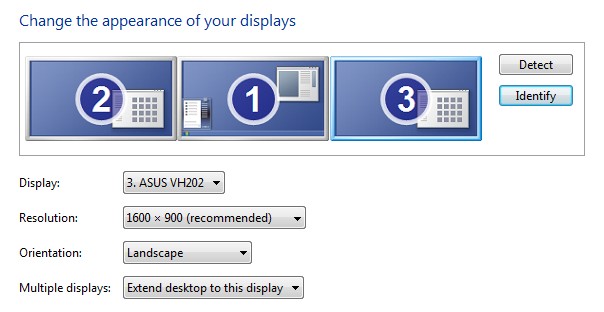 Change the appearance of your displays
2 1 3
Detect
Identify
Display: 3. ASUS VH202
Resolution: 1600 × 900 (recommended)
Orientation: Landscape
Multiple displays: Extend desktop to this display